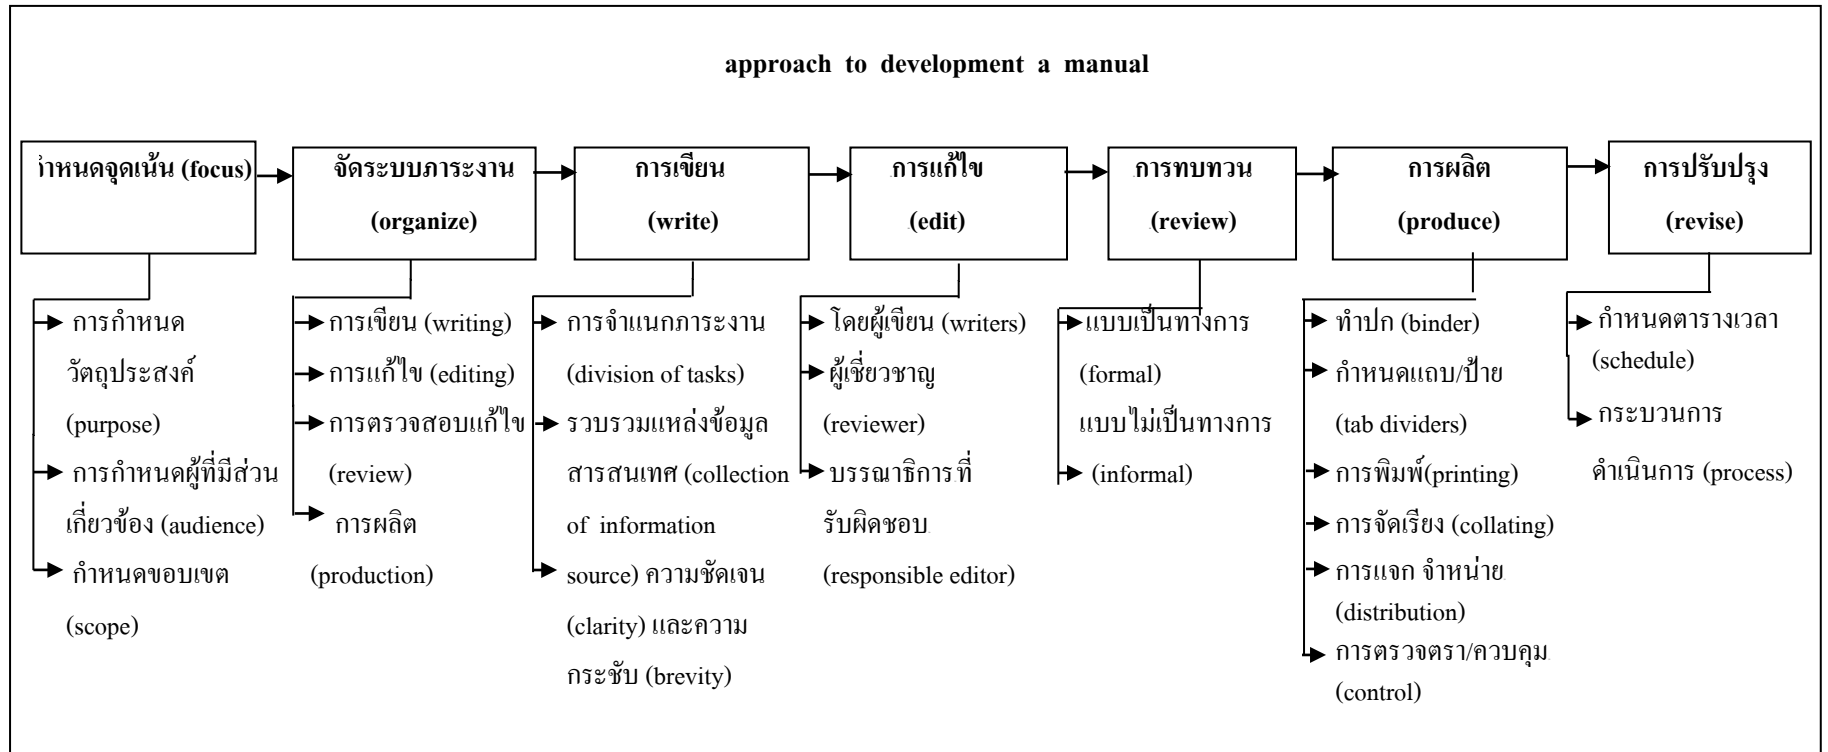 approach to development a manual
กำหนดจุดเน้น (focus)
จัดระบบภาระงาน
(organize)
การเขียน
(write)
การแก้ไข
(edit)
การทบทวน
(review)
การผลิต
(produce)
การปรับปรุง
(revise)
การกำหนด
วัตถุประสงค์
(purpose)
การกำหนดผู้ที่มีส่วน
เกี่ยวข้อง (audience)
กำหนดขอบเขต
(scope)
การเขียน (writing)
การแก้ไข (editing)
การตรวจสอบแก้ไข
(review)
การผลิต
(production)
การจำแนกภาระงาน
(division of tasks)
รวบรวมแหล่งข้อมูล
สารสนเทศ (collection
of information
source) ความชัดเจน
(clarity) และความ
กระชับ (brevity)
โดยผู้เขียน (writers)
ผู้เชี่ยวชาญ
(reviewer)
บรรณาธิการ ที่
รับผิดชอบ
(responsible editor)
แบบเป็นทางการ
(formal)
แบบไม่เป็นทางการ
(informal)
ทำปก (binder)
กำหนดแถบ/ป้าย
(tab dividers)
การพิมพ์(printing)
การจัดเรียง (collating)
การแจก จำหน่าย
(distribution)
การตรวจตรา/ควบคุม
(control)
กำหนดตารางเวลา
(schedule)
กระบวนการ
ดำเนินการ (process)